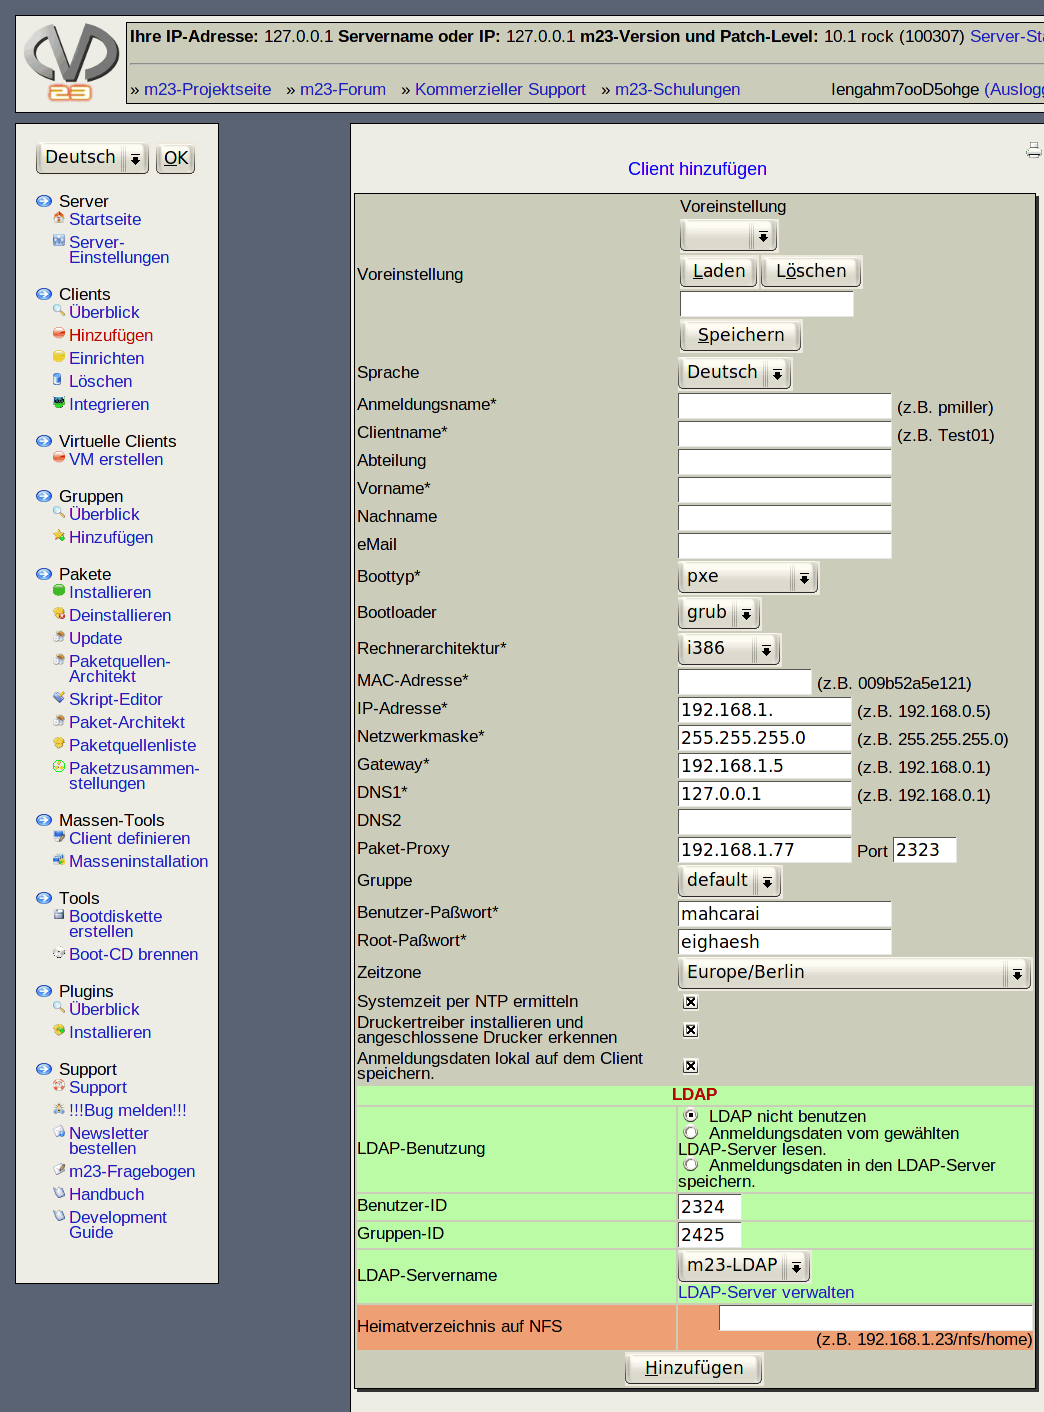 Ihre IP-Adresse: 127.0.0.1 Servername oder IP: 127.0.0.1 m23-Version und Patch-Level: 10.1 rock (100307) Server-Sta
23
» m23-Projektseite » m23-Forum » Kommerzieller Support » m23-Schulungen Iengahm7ooD5ohge (Auslogg
Deutsch OK
Server
Startseite
Server-
Einstellungen
Clients
Überblick
Hinzufügen
Einrichten
Löschen
Integrieren
Virtuelle Clients
VM erstellen
Gruppen
Überblick
Hinzufügen
Pakete
Installieren
Deinstallieren
Update
Paketquellen-
Architekt
Skript-Editor
Paket-Architekt
Paketquellenliste
Paketzusammen-
stellungen
Massen-Tools
Client definieren
Masseninstallation
Tools
Bootdiskette
erstellen
Boot-CD brennen
Plugins
Überblick
Installieren
Support
Support
!!!Bug melden!!!
Newsletter
bestellen
m23-Fragebogen
Handbuch
Development
Guide
Client hinzufügen
Voreinstellung
Voreinstellung
Laden Löschen
Speichern
Sprache Deutsch
Anmeldungsname* (z.B. pmiller)
Clientname* (z.B. Test01)
Abteilung
Vorname*
Nachname
eMail
Boottyp* pxe
Bootloader grub
Rechnerarchitektur* i386
MAC-Adresse* (z.B. 009b52a5e121)
IP-Adresse* 192.168.1. (z.B. 192.168.0.5)
Netzwerkmaske* 255.255.255.0 (z.B. 255.255.255.0)
Gateway* 192.168.1.5 (z.B. 192.168.0.1)
DNS1* 127.0.0.1 (z.B. 192.168.0.1)
DNS2
Paket-Proxy 192.168.1.77 Port 2323
Gruppe default
Benutzer-Paßwort* mahcarai
Root-Paßwort* eighaesh
Zeitzone Europe/Berlin
Systemzeit per NTP ermitteln
Druckertreiber installieren und
angeschlossene Drucker erkennen
Anmeldungsdaten lokal auf dem Client
speichern.
LDAP
LDAP-Benutzung
LDAP nicht benutzen
Anmeldungsdaten vom gewählten
LDAP-Server lesen.
Anmeldungsdaten in den LDAP-Server
speichern.
Benutzer-ID 2324
Gruppen-ID 2425
LDAP-Servername m23-LDAP
LDAP-Server verwalten
Heimatverzeichnis auf NFS
(z.B. 192.168.1.23/nfs/home)
Hinzufügen